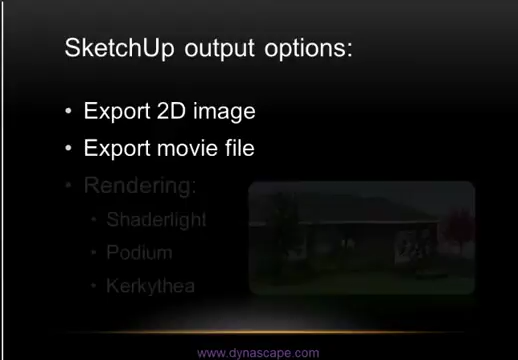 SketchUp output options:
• Export 2D image
• Export movie file
• Rendering:
• Shaderlight
• Podium
• Kerkythea
www.dynascape.com